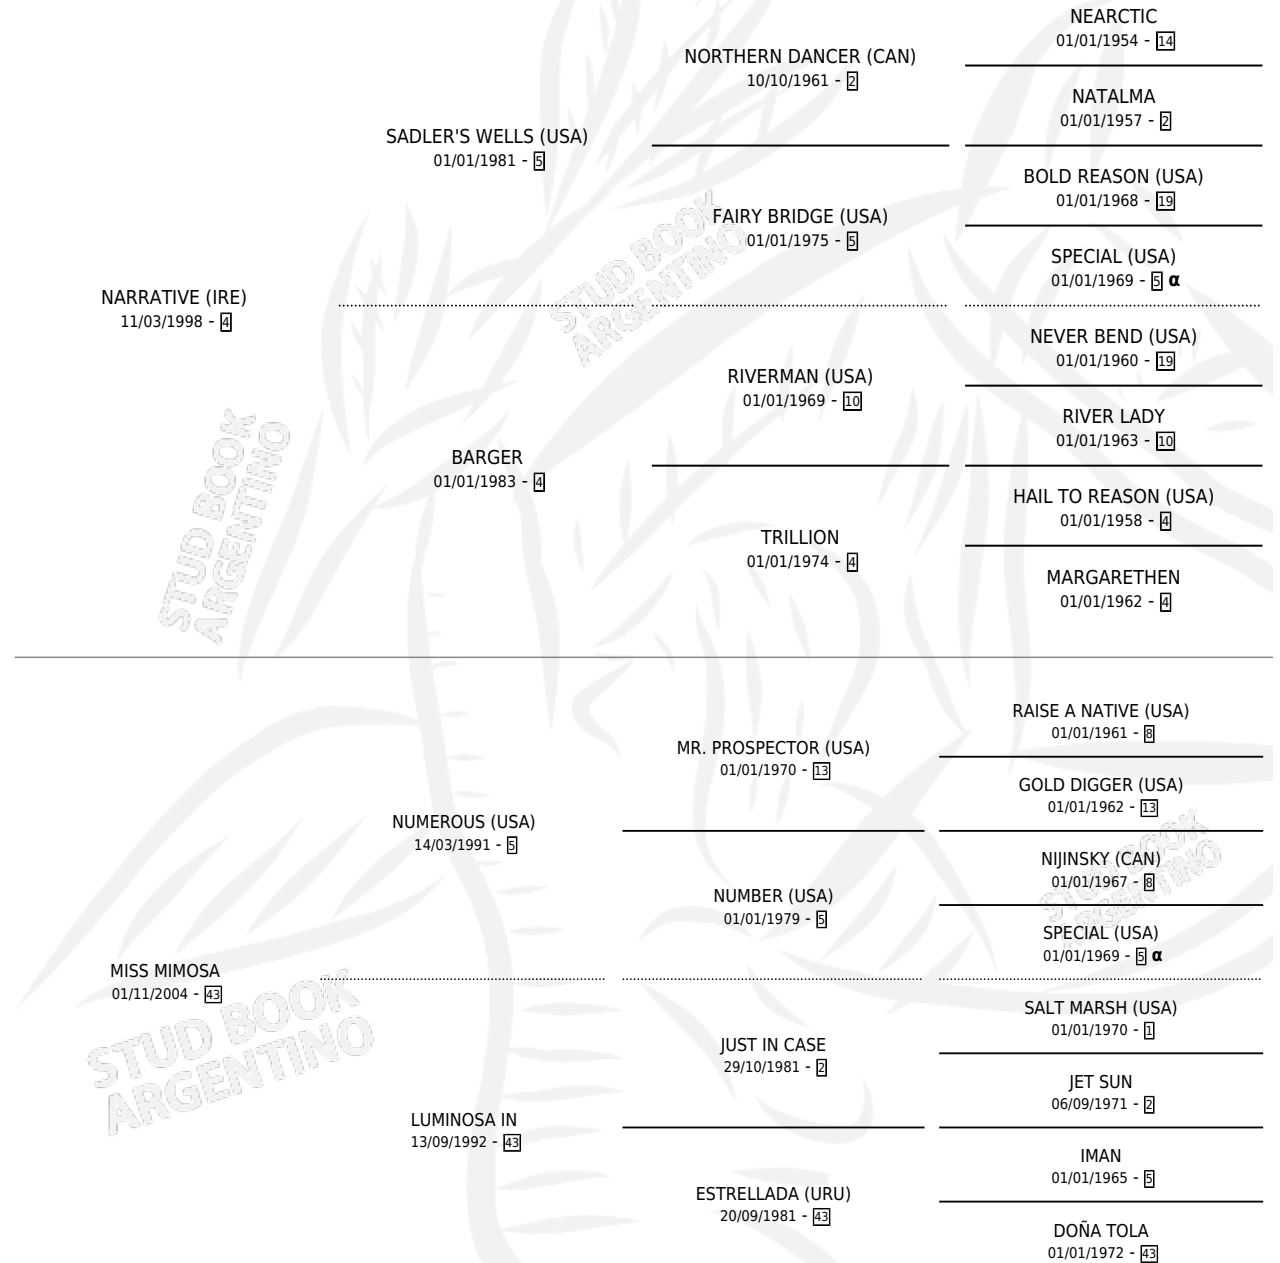 NARRATIVE (IRE)
11/03/1998 - 4
SADLER'S WELLS (USA)
01/01/1981 - 5
BARGER
01/01/1983 - 4
NORTHERN DANCER (CAN)
10/10/1961 - 2
FAIRY BRIDGE (USA)
01/01/1975 - 5
RIVERMAN (USA)
01/01/1969 - 10
TRILLION
01/01/1974 - 4
NEARCTIC
01/01/1954 - 14
NATALMA
01/01/1957 - 2
BOLD REASON (USA)
01/01/1968 - 19
SPECIAL (USA)
01/01/1969 - 5 α
NEVER BEND (USA)
01/01/1960 - 19
RIVER LADY
01/01/1963 - 10
HAIL TO REASON (USA)
01/01/1958 - 4
MARGARETHEN
01/01/1962 - 4
MISS MIMOSA
01/11/2004 - 43
NUMEROUS (USA)
14/03/1991 - 5
LUMINOSA IN
13/09/1992 - 43
MR. PROSPECTOR (USA)
01/01/1970 - 13
NUMBER (USA)
01/01/1979 - 5
JUST IN CASE
29/10/1981 - 2
ESTRELLADA (URU)
20/09/1981 - 43
RAISE A NATIVE (USA)
01/01/1961 - 8
GOLD DIGGER (USA)
01/01/1962 - 13
NIJINSKY (CAN)
01/01/1967 - 8
SPECIAL (USA)
01/01/1969 - 5 α
SALT MARSH (USA)
01/01/1970 - 1
JET SUN
06/09/1971 - 2
IMAN
01/01/1965 - 5
DOÑA TOLA
01/01/1972 - 43
STUD BOOK
ARGENTINO
STUD BOOK
ARGENTINO
STUD BOOK
ARGENTINO
STUD BOOK
ARGENTINO